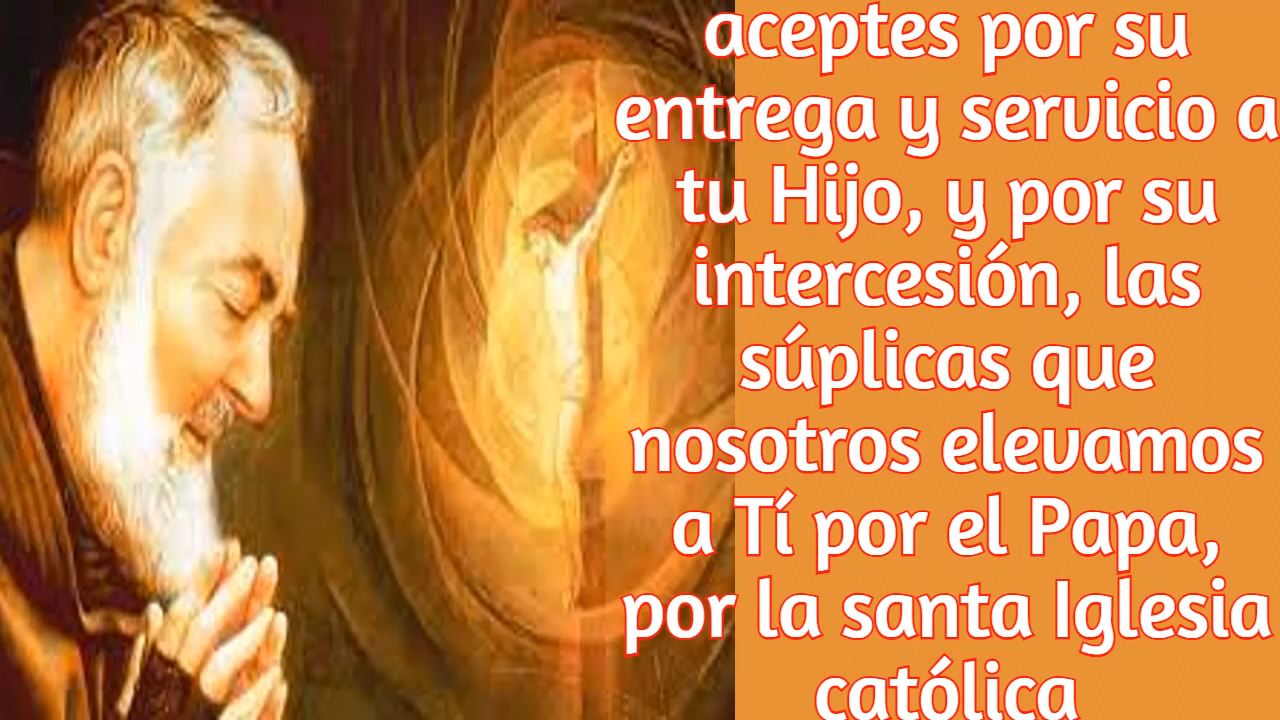 aceptes por su
entrega y servicio a
tu Hijo, y por su
intercesión, las
súplicas que
nosotros elevamos
a Tí por el Papa,
por la santa Iglesia
católica